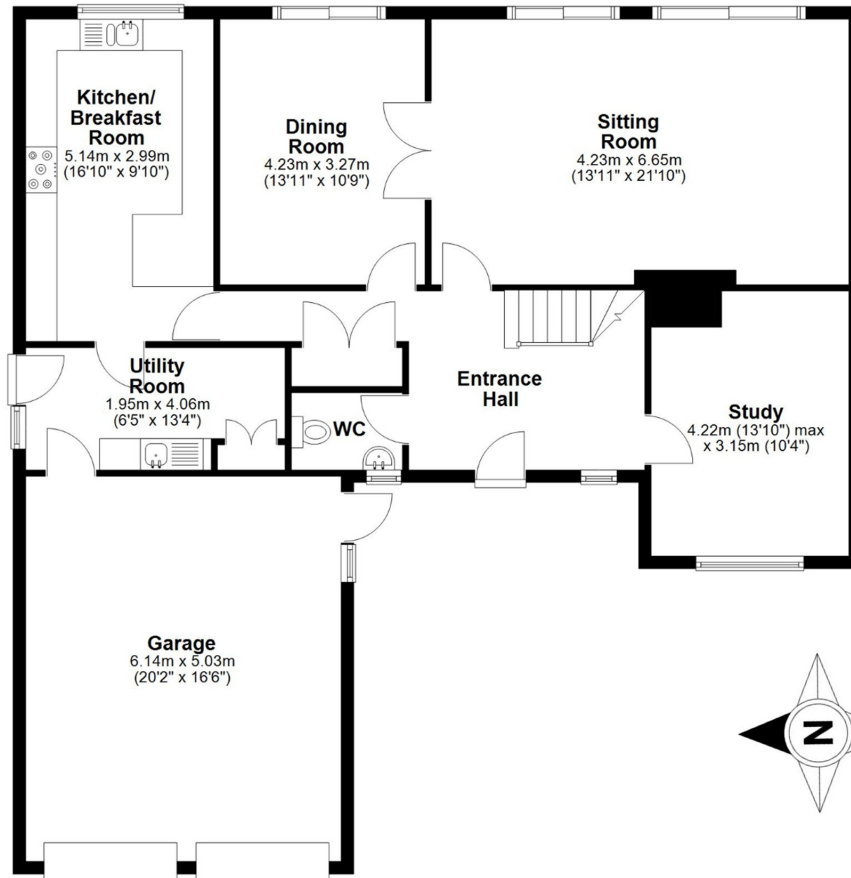 Kitchen/
Breakfast
Room
5.14m x 2.99m
(16'10" x 9'10")
Dining
Room
4.23m x 3.27m
(13'11" x 10'9")
Sitting
Room
4.23m x 6.65m
(13'11" x 21'10")
Utility
Room
1.95m x 4.06m
(6'5" x 13'4")
WC
Entrance
Hall
Study
4.22m (13'10") max
x 3.15m (10'4")
Garage
6.14m x 5.03m
(20'2" x 16'6")
N